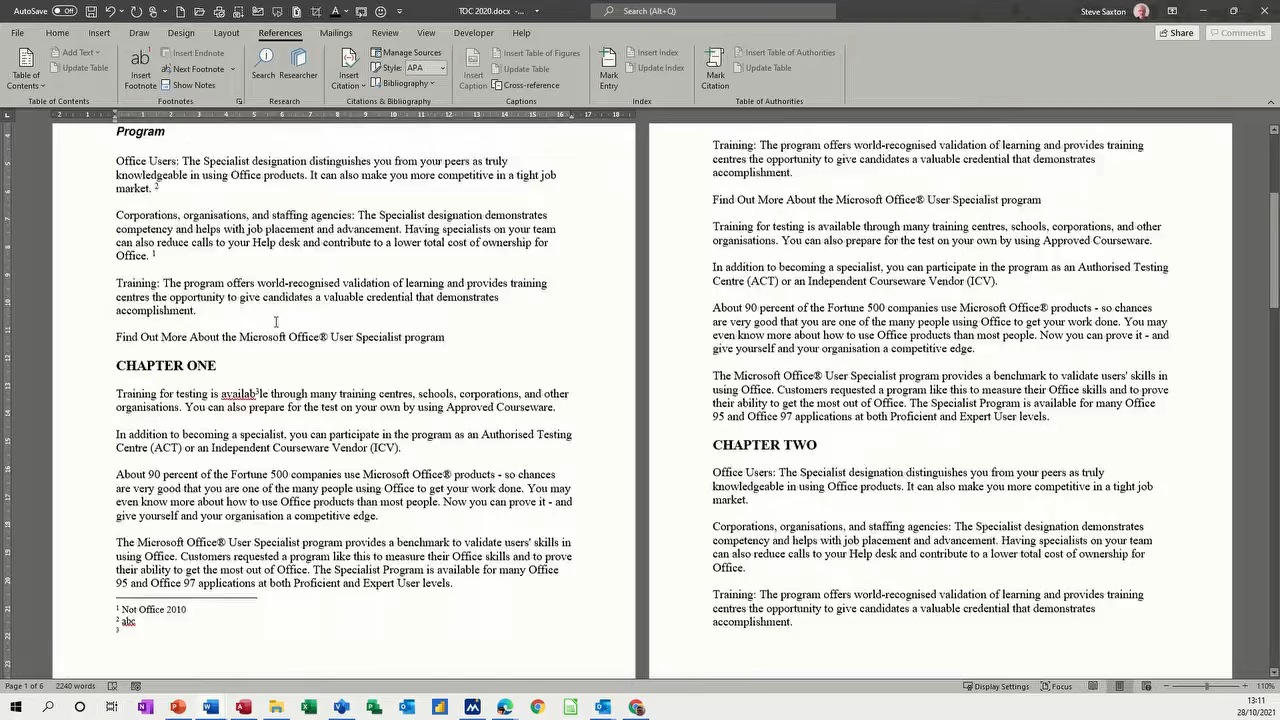 AutoSave Off
TOC 2020.docx
Search (Alt+Q)
Steve Saxton
File Home Insert Draw Design Layout References Mailings Review View Developer Help
Share
Comments
Table of Contents
Add Text
Update Table
Table of Contents
Insert Footnote
Insert Endnote
Next Footnote
Show Notes
Footnotes
Search
Researcher
Research
Insert Citation
Manage Sources
Style: APA
Bibliography
Citations & Bibliography
Insert Caption
Insert Table of Figures
Update Table
Cross-reference
Captions
Mark Entry
Insert Index
Update Index
Index
Mark Citation
Insert Table of Authorities
Update Table
Table of Authorities
Program
Office Users: The Specialist designation distinguishes you from your peers as truly
knowledgeable in using Office products. It can also make you more competitive in a tight job
market. 2
Corporations, organisations, and staffing agencies: The Specialist designation demonstrates
competency and helps with job placement and advancement. Having specialists on your team
can also reduce calls to your Help desk and contribute to a lower total cost of ownership for
Office. 1
Training: The program offers world-recognised validation of learning and provides training
centres the opportunity to give candidates a valuable credential that demonstrates
accomplishment.
Find Out More About the Microsoft Office® User Specialist program
CHAPTER ONE
Training for testing is availab3le through many training centres, schools, corporations, and other
organisations. You can also prepare for the test on your own by using Approved Courseware.
In addition to becoming a specialist, you can participate in the program as an Authorised Testing
Centre (ACT) or an Independent Courseware Vendor (ICV).
About 90 percent of the Fortune 500 companies use Microsoft Office® products - so chances
are very good that you are one of the many people using Office to get your work done. You may
even know more about how to use Office products than most people. Now you can prove it - and
give yourself and your organisation a competitive edge.
The Microsoft Office® User Specialist program provides a benchmark to validate users' skills in
using Office. Customers requested a program like this to measure their Office skills and to prove
their ability to get the most out of Office. The Specialist Program is available for many Office
95 and Office 97 applications at both Proficient and Expert User levels.
1 Not Office 2010
2 abc
3
Training: The program offers world-recognised validation of learning and provides training
centres the opportunity to give candidates a valuable credential that demonstrates
accomplishment.
Find Out More About the Microsoft Office® User Specialist program
Training for testing is available through many training centres, schools, corporations, and other
organisations. You can also prepare for the test on your own by using Approved Courseware.
In addition to becoming a specialist, you can participate in the program as an Authorised Testing
Centre (ACT) or an Independent Courseware Vendor (ICV).
About 90 percent of the Fortune 500 companies use Microsoft Office® products - so chances
are very good that you are one of the many people using Office to get your work done. You may
even know more about how to use Office products than most people. Now you can prove it - and
give yourself and your organisation a competitive edge.
The Microsoft Office® User Specialist program provides a benchmark to validate users' skills in
using Office. Customers requested a program like this to measure their Office skills and to prove
their ability to get the most out of Office. The Specialist Program is available for many Office
95 and Office 97 applications at both Proficient and Expert User levels.
CHAPTER TWO
Office Users: The Specialist designation distinguishes you from your peers as truly
knowledgeable in using Office products. It can also make you more competitive in a tight job
market.
Corporations, organisations, and staffing agencies: The Specialist designation demonstrates
competency and helps with job placement and advancement. Having specialists on your team
can also reduce calls to your Help desk and contribute to a lower total cost of ownership for
Office.
Training: The program offers world-recognised validation of learning and provides training
centres the opportunity to give candidates a valuable credential that demonstrates
accomplishment.
Page 1 of 6 2240 words
Display Settings Focus 110%
13:11
28/10/2021